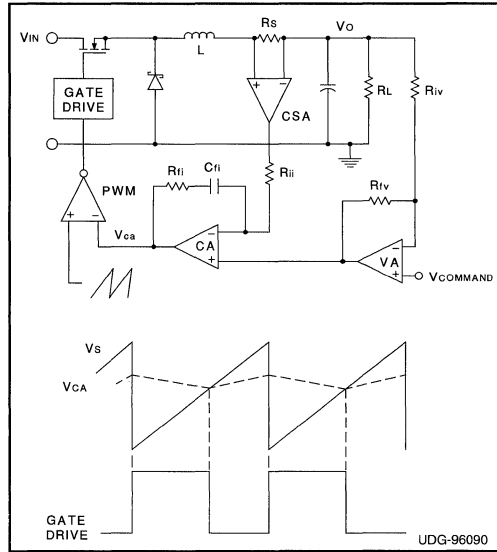 VIN
L
RS
VO
GATE
DRIVE
CSA
RL
Riv
Rii
PWM
Rfi
Cfi
Rfv
Vca
CA
VA
VCOMMAND
+
-
+
-
-
+
-
+
VS
VCA
GATE
DRIVE
UDG-96090